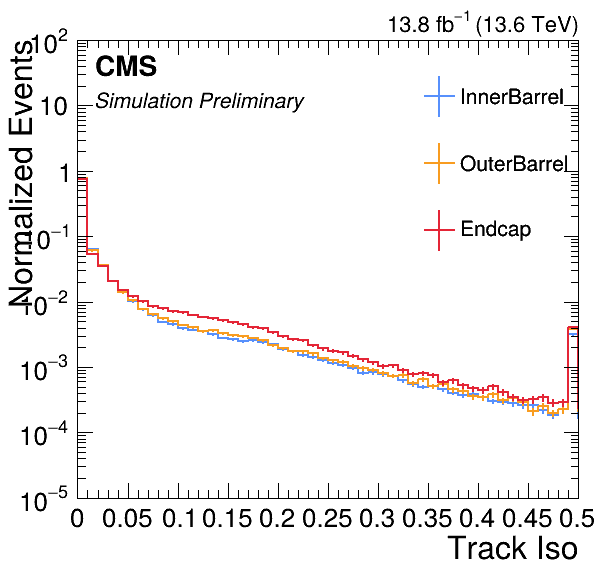 13.8 fb⁻¹ (13.6 TeV)
CMS
Simulation Preliminary
InnerBarrel
OuterBarrel
Endcap
Normalized Events
10²
10
1
10⁻¹
10⁻²
10⁻³
10⁻⁴
10⁻⁵
0 0.05 0.1 0.15 0.2 0.25 0.3 0.35 0.4 0.45 0.5
Track Iso